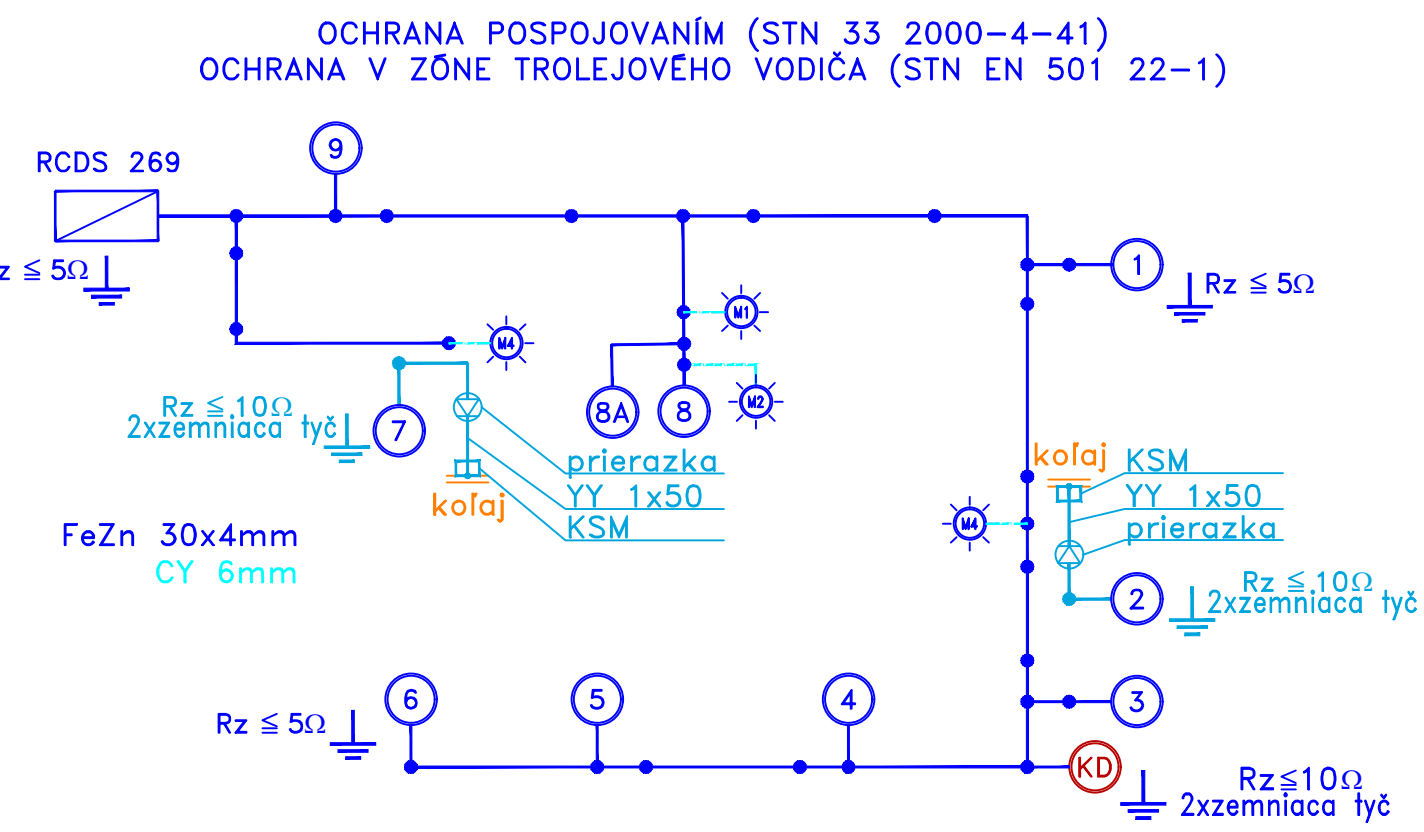 OCHRANA POSPOJOVANÍM (STN 33 2000-4-41)
OCHRANA V ZÓNE TROLEJOVÉHO VODIČA (STN EN 501 22-1)
9
RCDS 269
1
z ≦ 5Ω
Rz ≦ 5Ω
M1
M4
M2
8A
8
7
Rz ≦ 10Ω
2xzemniaca tyč
prierazka
YY 1x50
KSM
koľaj
koľaj
KSM
YY 1x50
prierazka
M4
FeZn 30x4mm
CY 6mm
2
Rz ≦ 10Ω
2xzemniaca tyč
6
5
4
3
Rz ≦ 5Ω
KD
Rz≦10Ω
2xzemniaca tyč